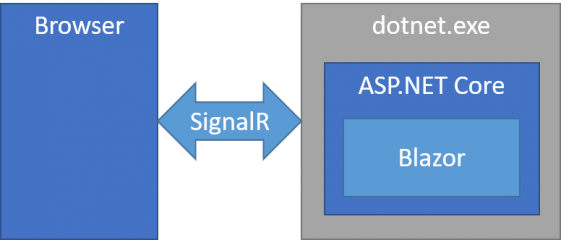 Browser
dotnet.exe
ASP.NET Core
SignalR
Blazor